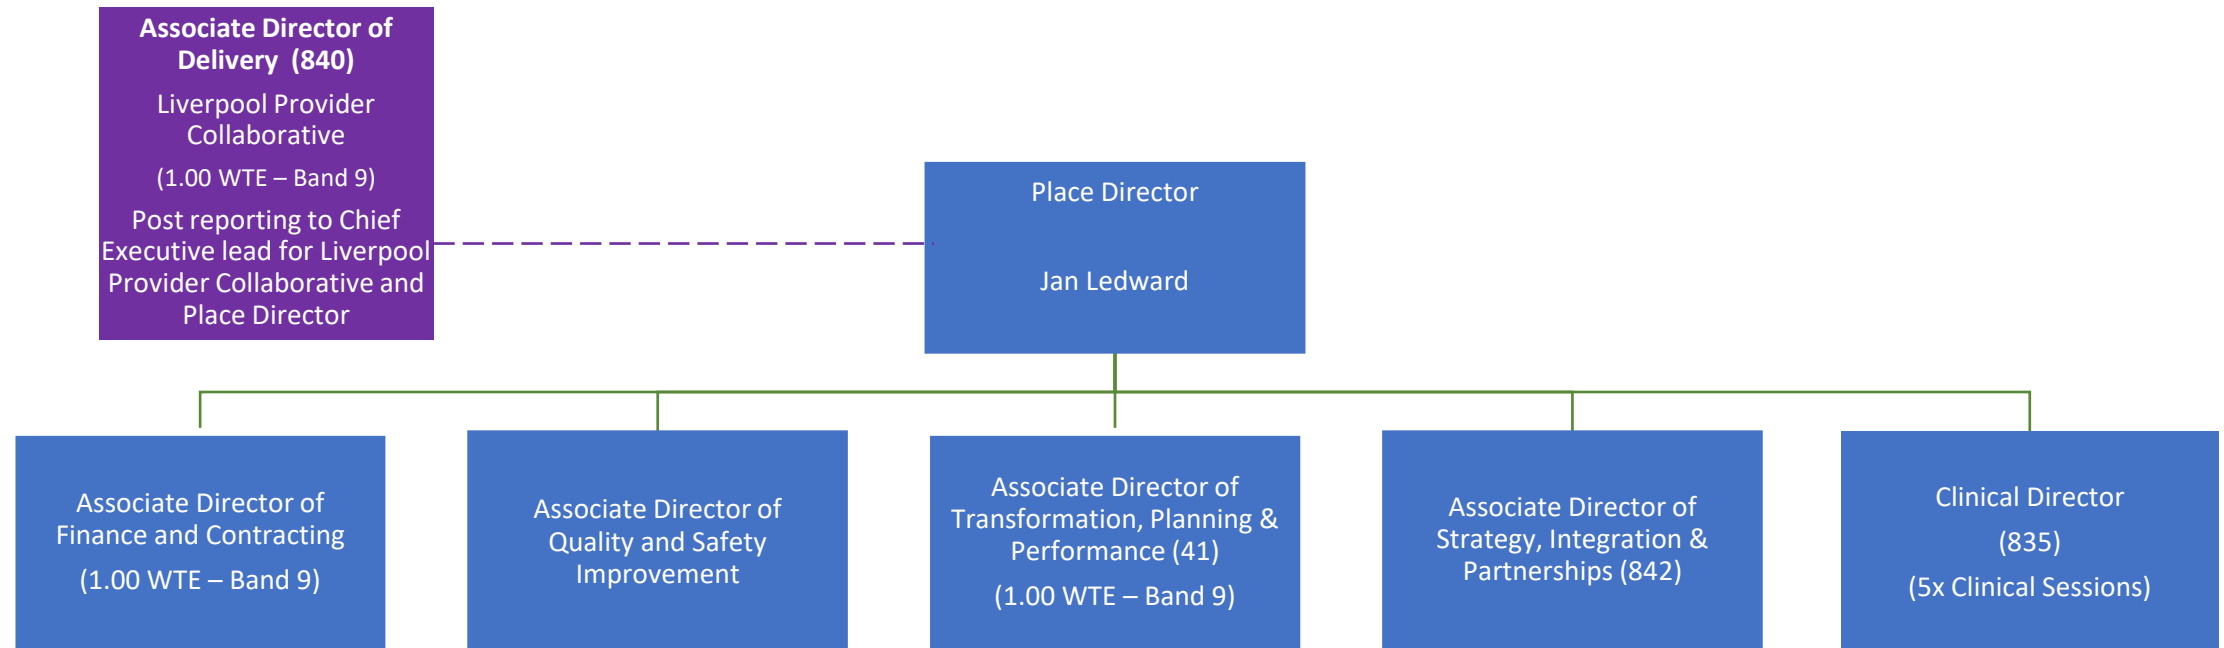 Associate Director of
Delivery  (840)
Liverpool Provider
Collaborative
(1.00 WTE – Band 9)
Post reporting to Chief
Executive lead for Liverpool
Provider Collaborative and
Place Director
Place Director
Jan Ledward
Associate Director of
Finance and Contracting
(1.00 WTE – Band 9)
Associate Director of
Quality and Safety
Improvement
Associate Director of
Transformation, Planning &
Performance (41)
(1.00 WTE – Band 9)
Associate Director of
Strategy, Integration &
Partnerships (842)
Clinical Director
(835)
(5x Clinical Sessions)